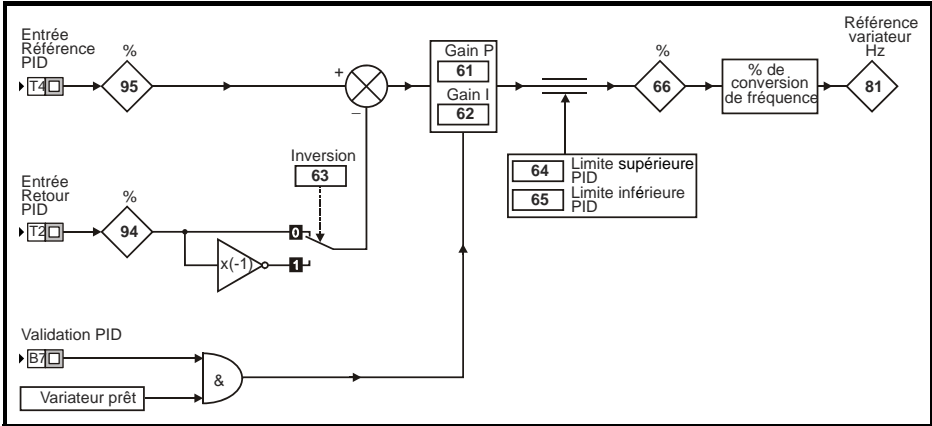 Entrée
Référence
PID
T4
%
95
+
–
Gain P
61
Gain I
62
%
66
% de
conversion
de fréquence
Référence
variateur
Hz
81
64
Limite supérieure
PID
65
Limite inférieure
PID
Inversion
63
Entrée
Retour
PID
T2
%
94
0
x(-1)
1
Validation PID
B7
&
Variateur prêt